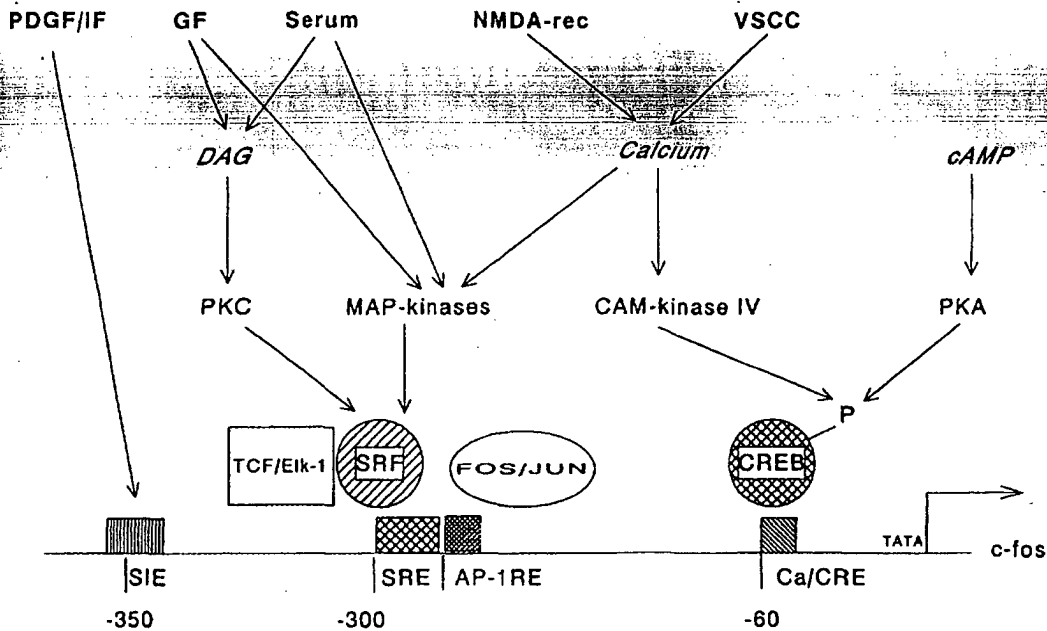 PDGF/IF GF Serum NMDA-rec VSCC
DAG Calcium cAMP
PKC MAP-kinases CAM-kinase IV PKA
P
TCF/Elk-1 SRF FOS/JUN CREB
TATA c-fos
SIE SRE AP-1RE Ca/CRE
-350 -300 -60